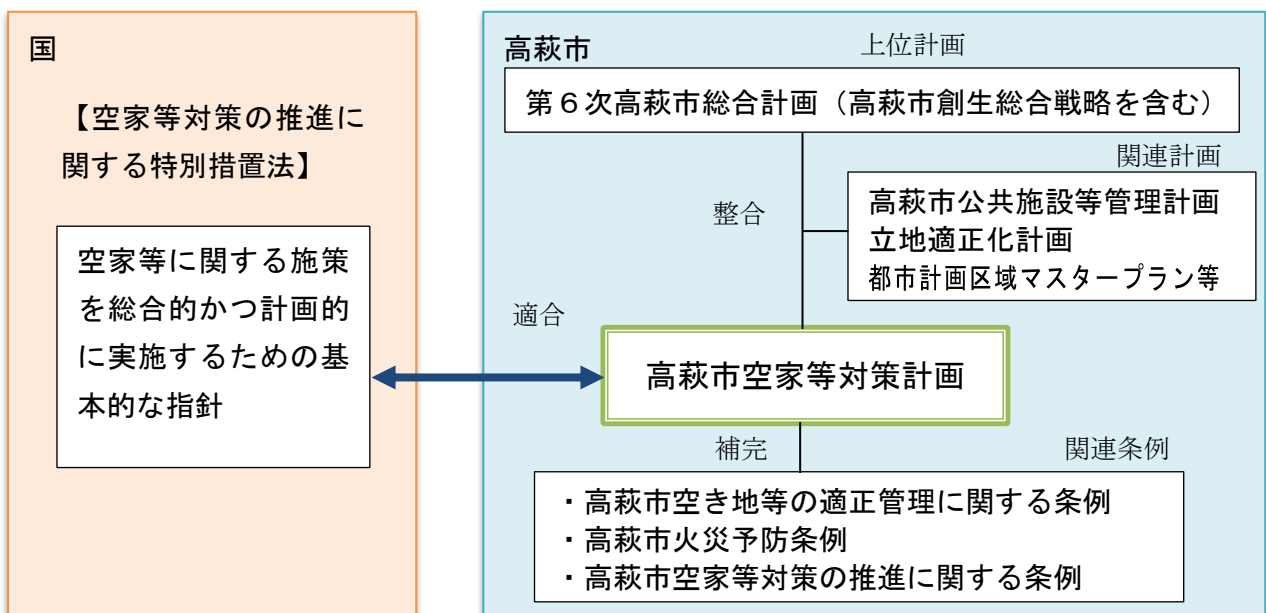 国
【空家等対策の推進に
関する特別措置法】
空家等に関する施策
を総合的かつ計画的
に実施するための基
本的な指針
適合
高萩市
上位計画
第６次高萩市総合計画（高萩市創生総合戦略を含む）
関連計画
整合
高萩市公共施設等管理計画
立地適正化計画
都市計画区域マスタープラン等
高萩市空家等対策計画
補完
関連条例
・高萩市空き地等の適正管理に関する条例
・高萩市火災予防条例
・高萩市空家等対策の推進に関する条例